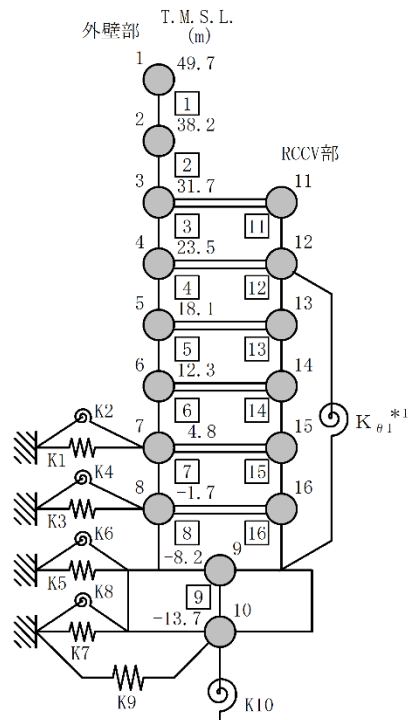 T.M.S.L.
外壁部 (m)
1 49.7
1
2 38.2
2 RCCV部
3 31.7 11
3 11
4 23.5 12
4 12
5 18.1 13
5 13
6 12.3 14
6 14
K2 7 4.8 15
K1 7 15
K4 8 -1.7 16
K3 8 16
K6 -8.2 9
K5 9
K8 -13.7 10
K7
K9
K10
Kθ1*1